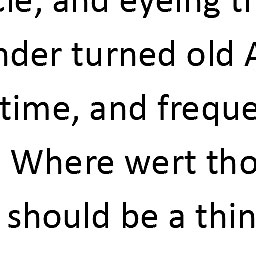 cle, and eyeing th
nder turned old A
time, and freque
Where wert tho
should be a thin